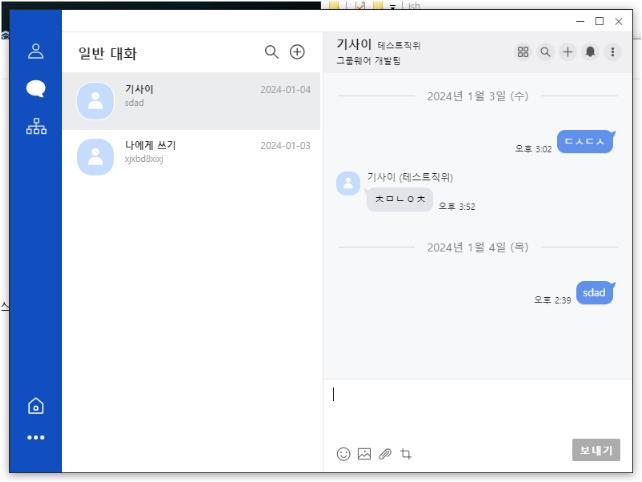 일반 대화
기사이
2024-01-04
sdad
나에게 쓰기
2024-01-03
xjxbd8xixj
기사이 테스트직위
그룹웨어 개발팀
2024년 1월 3일 (수)
오후 3:02
ㄷㅅㄷㅅ
기사이 (테스트직위)
ㅊㅁㄴㅇㅊ
오후 3:52
2024년 1월 4일 (목)
오후 2:39
sdad
보내기